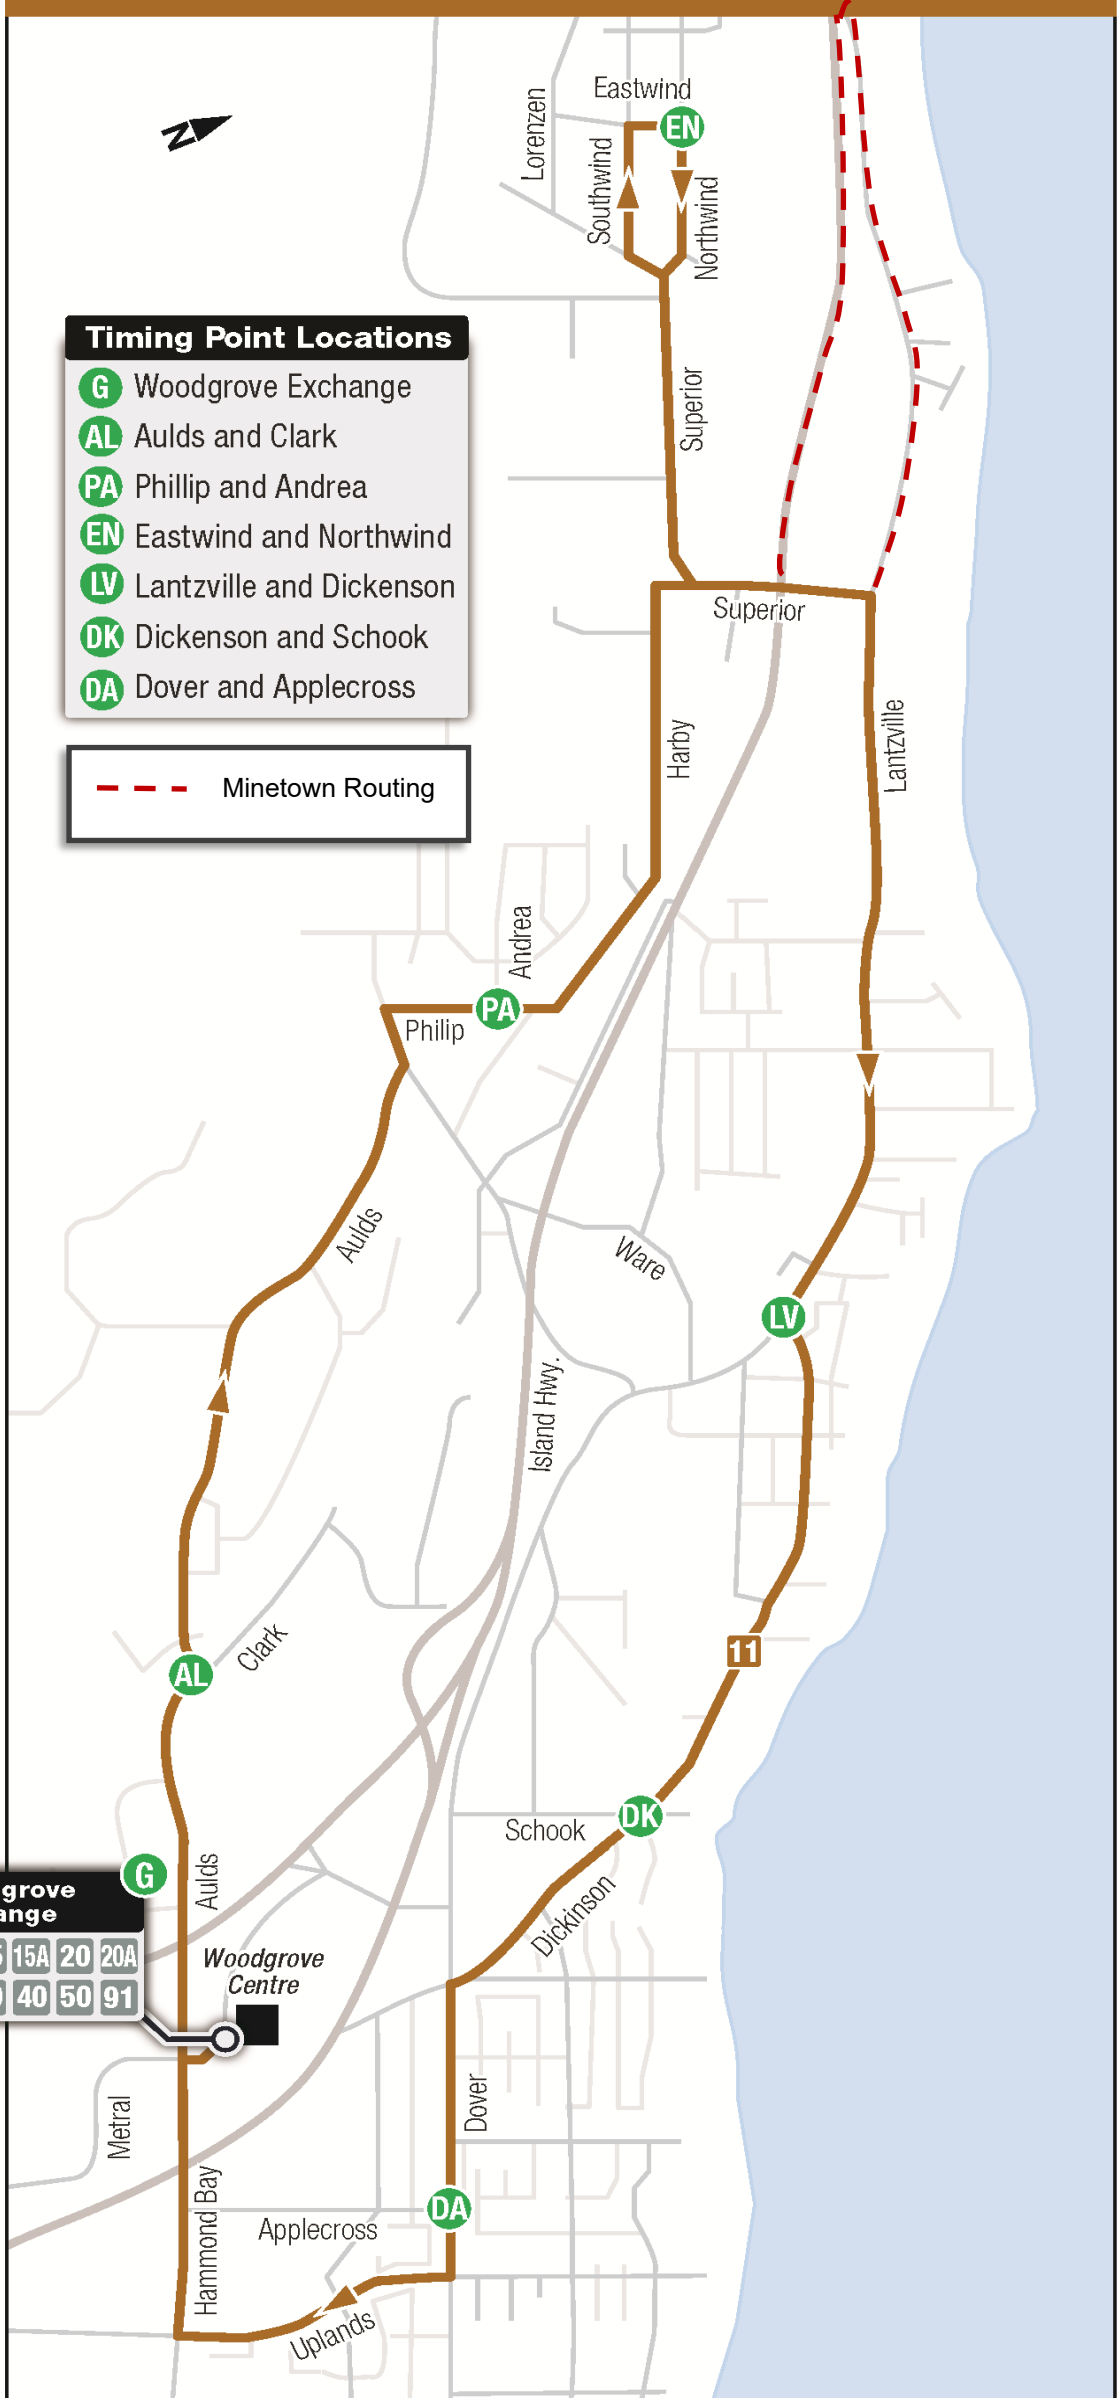 Eastwind
EN
Lorenzen
Southwind
Northwind
N
Timing Point Locations
G Woodgrove Exchange
AL Aulds and Clark
PA Phillip and Andrea
EN Eastwind and Northwind
LV Lantzville and Dickenson
DK Dickenson and Schook
DA Dover and Applecross
Superior
Superior
Minetown Routing
Harby
Lantzville
Andrea
PA
Philip
Aulds
Ware
LV
Island Hwy.
Clark
AL
11
DK
Schook
Dickinson
G
Aulds
grove
ange
15A 20 20A
40 50 91
Woodgrove
Centre
Metral
Dover
Hammond Bay
DA
Applecross
Uplands